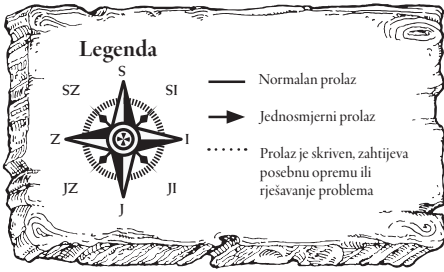 Legenda
S
SZ
SI
Z
I
JZ
JI
J
Normalan prolaz
Jednosmjerni prolaz
Prolaz je skriven, zahtijeva
posebnu opremu ili
rješavanje problema